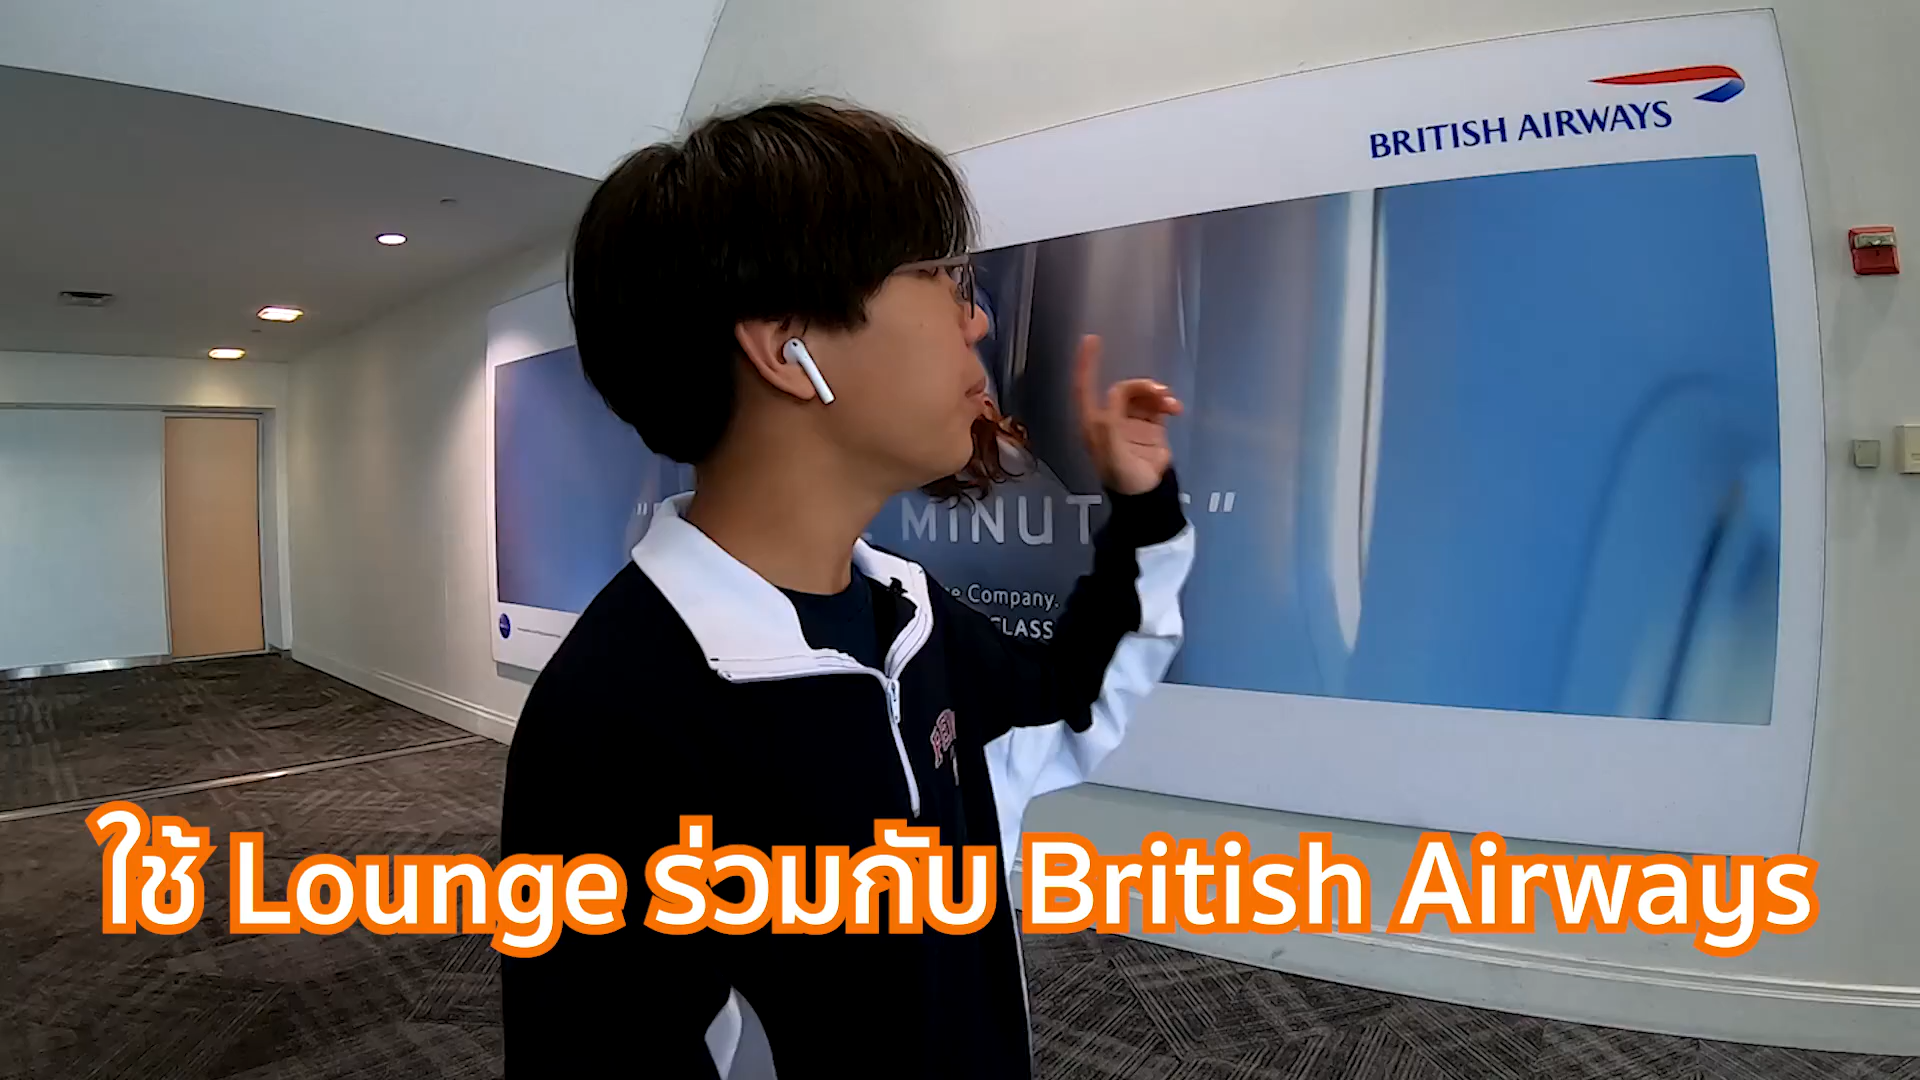 BRITISH AIRWAYS
MINUT "
Company.
CLASS
ใช้ Lounge ร่วมกับ British Airways